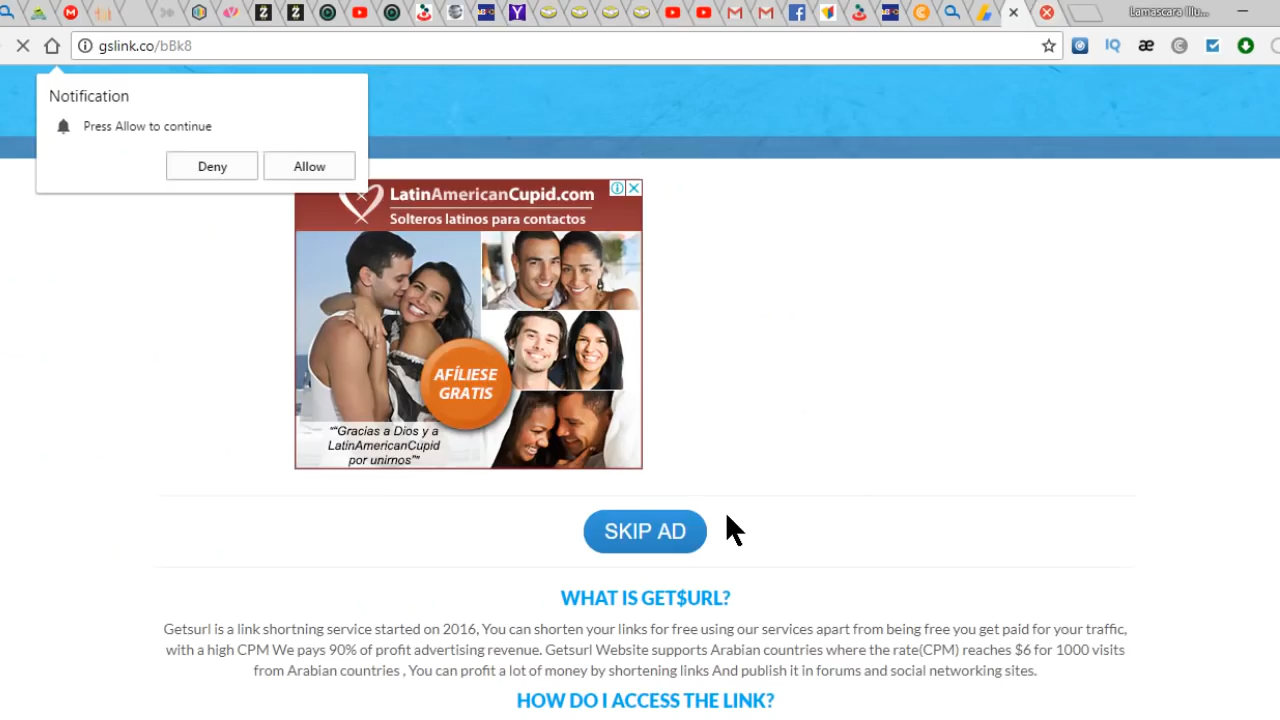 Lamascara Illu...
gslink.co/bBk8
IQ
æ
Notification
Press Allow to continue
Deny
Allow
LatinAmericanCupid.com
Solteros latinos para contactos
AFÍLIESE
GRATIS
""Gracias a Dios y a
LatinAmericanCupid
por unirnos""
SKIP AD
WHAT IS GET$URL?
Getsurl is a link shortning service started on 2016, You can shorten your links for free using our services apart from being free you get paid for your traffic,
with a high CPM We pays 90% of profit advertising revenue. Getsurl Website supports Arabian countries where the rate(CPM) reaches $6 for 1000 visits
from Arabian countries , You can profit a lot of money by shortening links And publish it in forums and social networking sites.
HOW DO I ACCESS THE LINK?